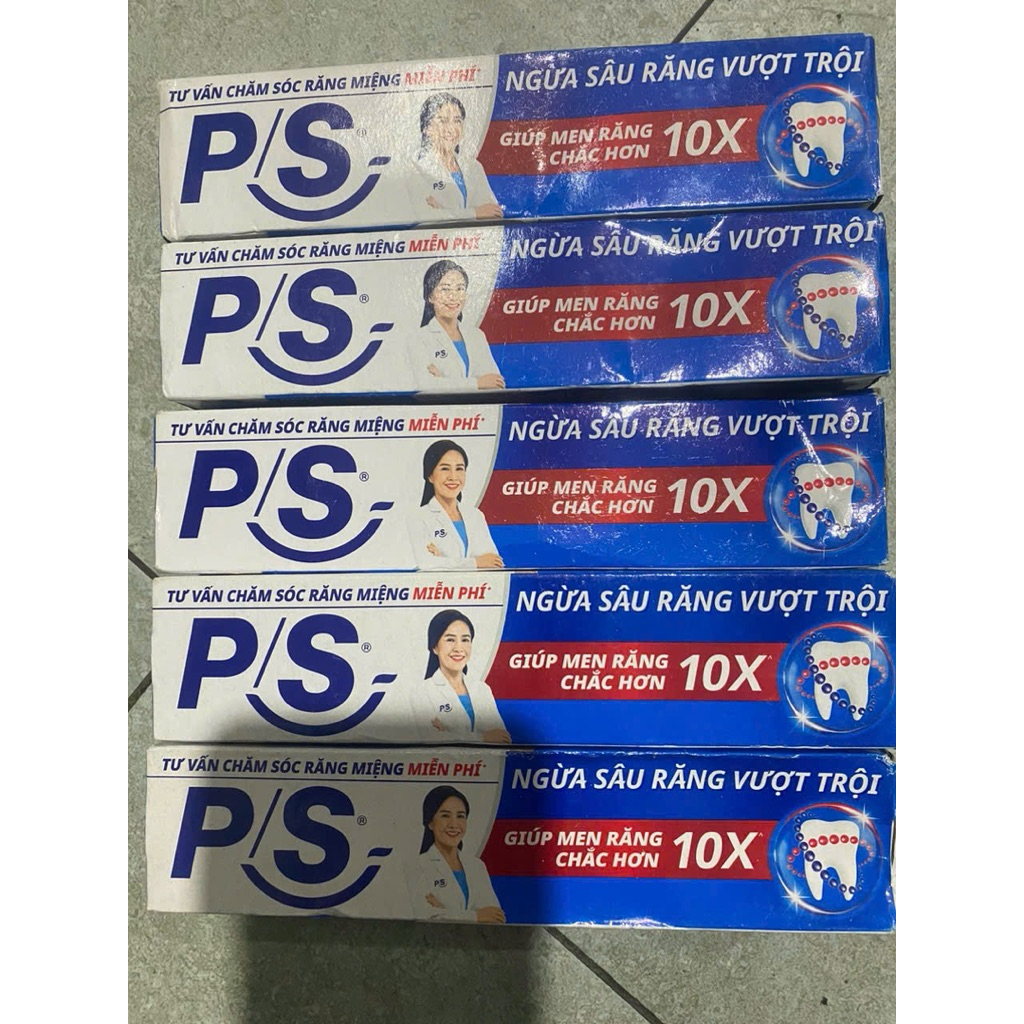 TƯ VẤN CHĂM SÓC RĂNG MIỆNG MIỄN PHÍ*
P/S®
P/S
NGỪA SÂU RĂNG VƯỢT TRỘI
GIÚP MEN RĂNG
CHẮC HƠN
10X^
TƯ VẤN CHĂM SÓC RĂNG MIỆNG MIỄN PHÍ*
P/S®
P/S
NGỪA SÂU RĂNG VƯỢT TRỘI
GIÚP MEN RĂNG
CHẮC HƠN
10X^
TƯ VẤN CHĂM SÓC RĂNG MIỆNG MIỄN PHÍ*
P/S®
P/S
NGỪA SÂU RĂNG VƯỢT TRỘI
GIÚP MEN RĂNG
CHẮC HƠN
10X^
TƯ VẤN CHĂM SÓC RĂNG MIỆNG MIỄN PHÍ*
P/S®
P/S
NGỪA SÂU RĂNG VƯỢT TRỘI
GIÚP MEN RĂNG
CHẮC HƠN
10X^
TƯ VẤN CHĂM SÓC RĂNG MIỆNG MIỄN PHÍ*
P/S®
P/S
NGỪA SÂU RĂNG VƯỢT TRỘI
GIÚP MEN RĂNG
CHẮC HƠN
10X^